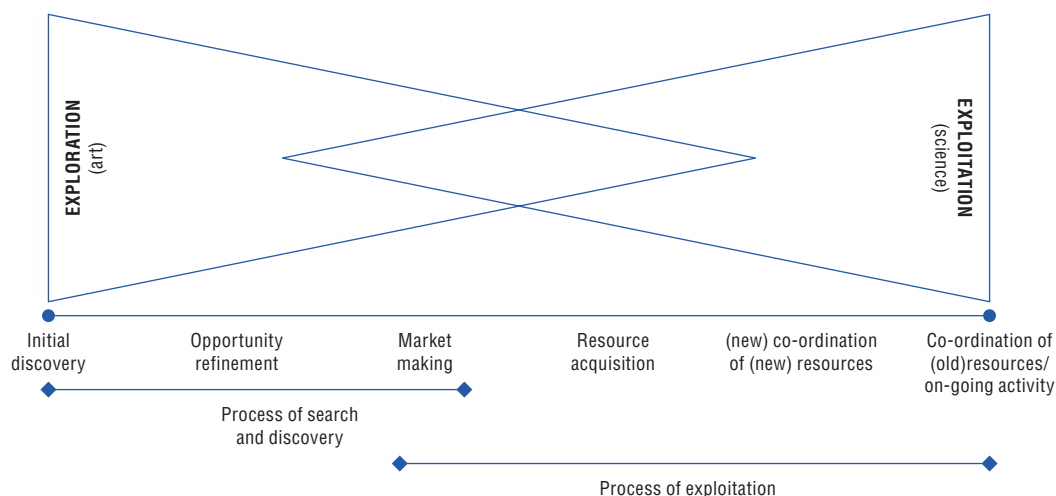 EXPLORATION
(art)
EXPLOITATION
(science)
Initial
discovery
Opportunity
refinement
Market
making
Resource
acquisition
(new) co-ordination
of (new) resources
Co-ordination of
(old)resources/
on-going activity
Process of search
and discovery
Process of exploitation